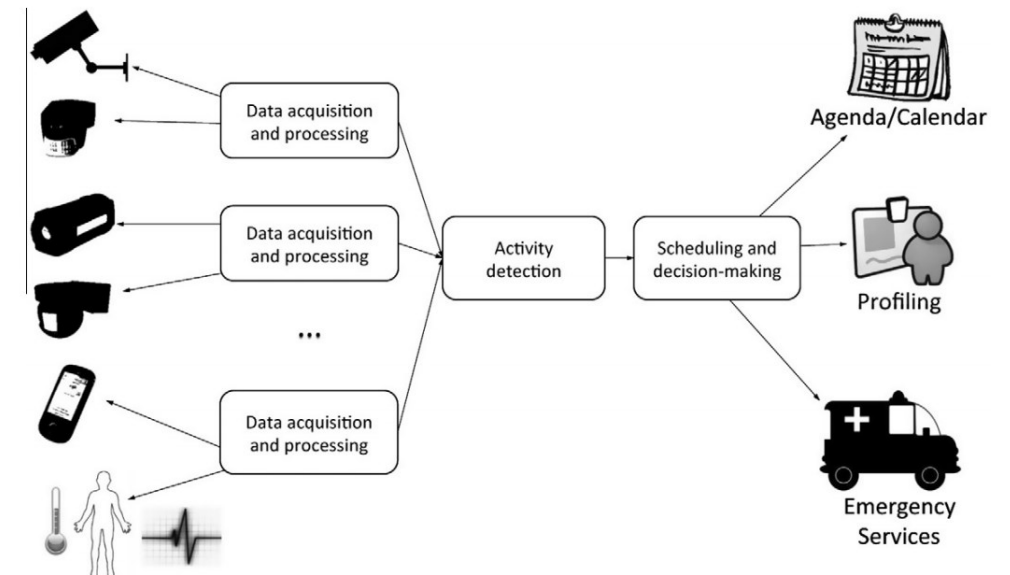 Data acquisition
and processing
Data acquisition
and processing
...
Data acquisition
and processing
Activity
detection
Scheduling and
decision-making
Agenda/Calendar
Profiling
Emergency
Services